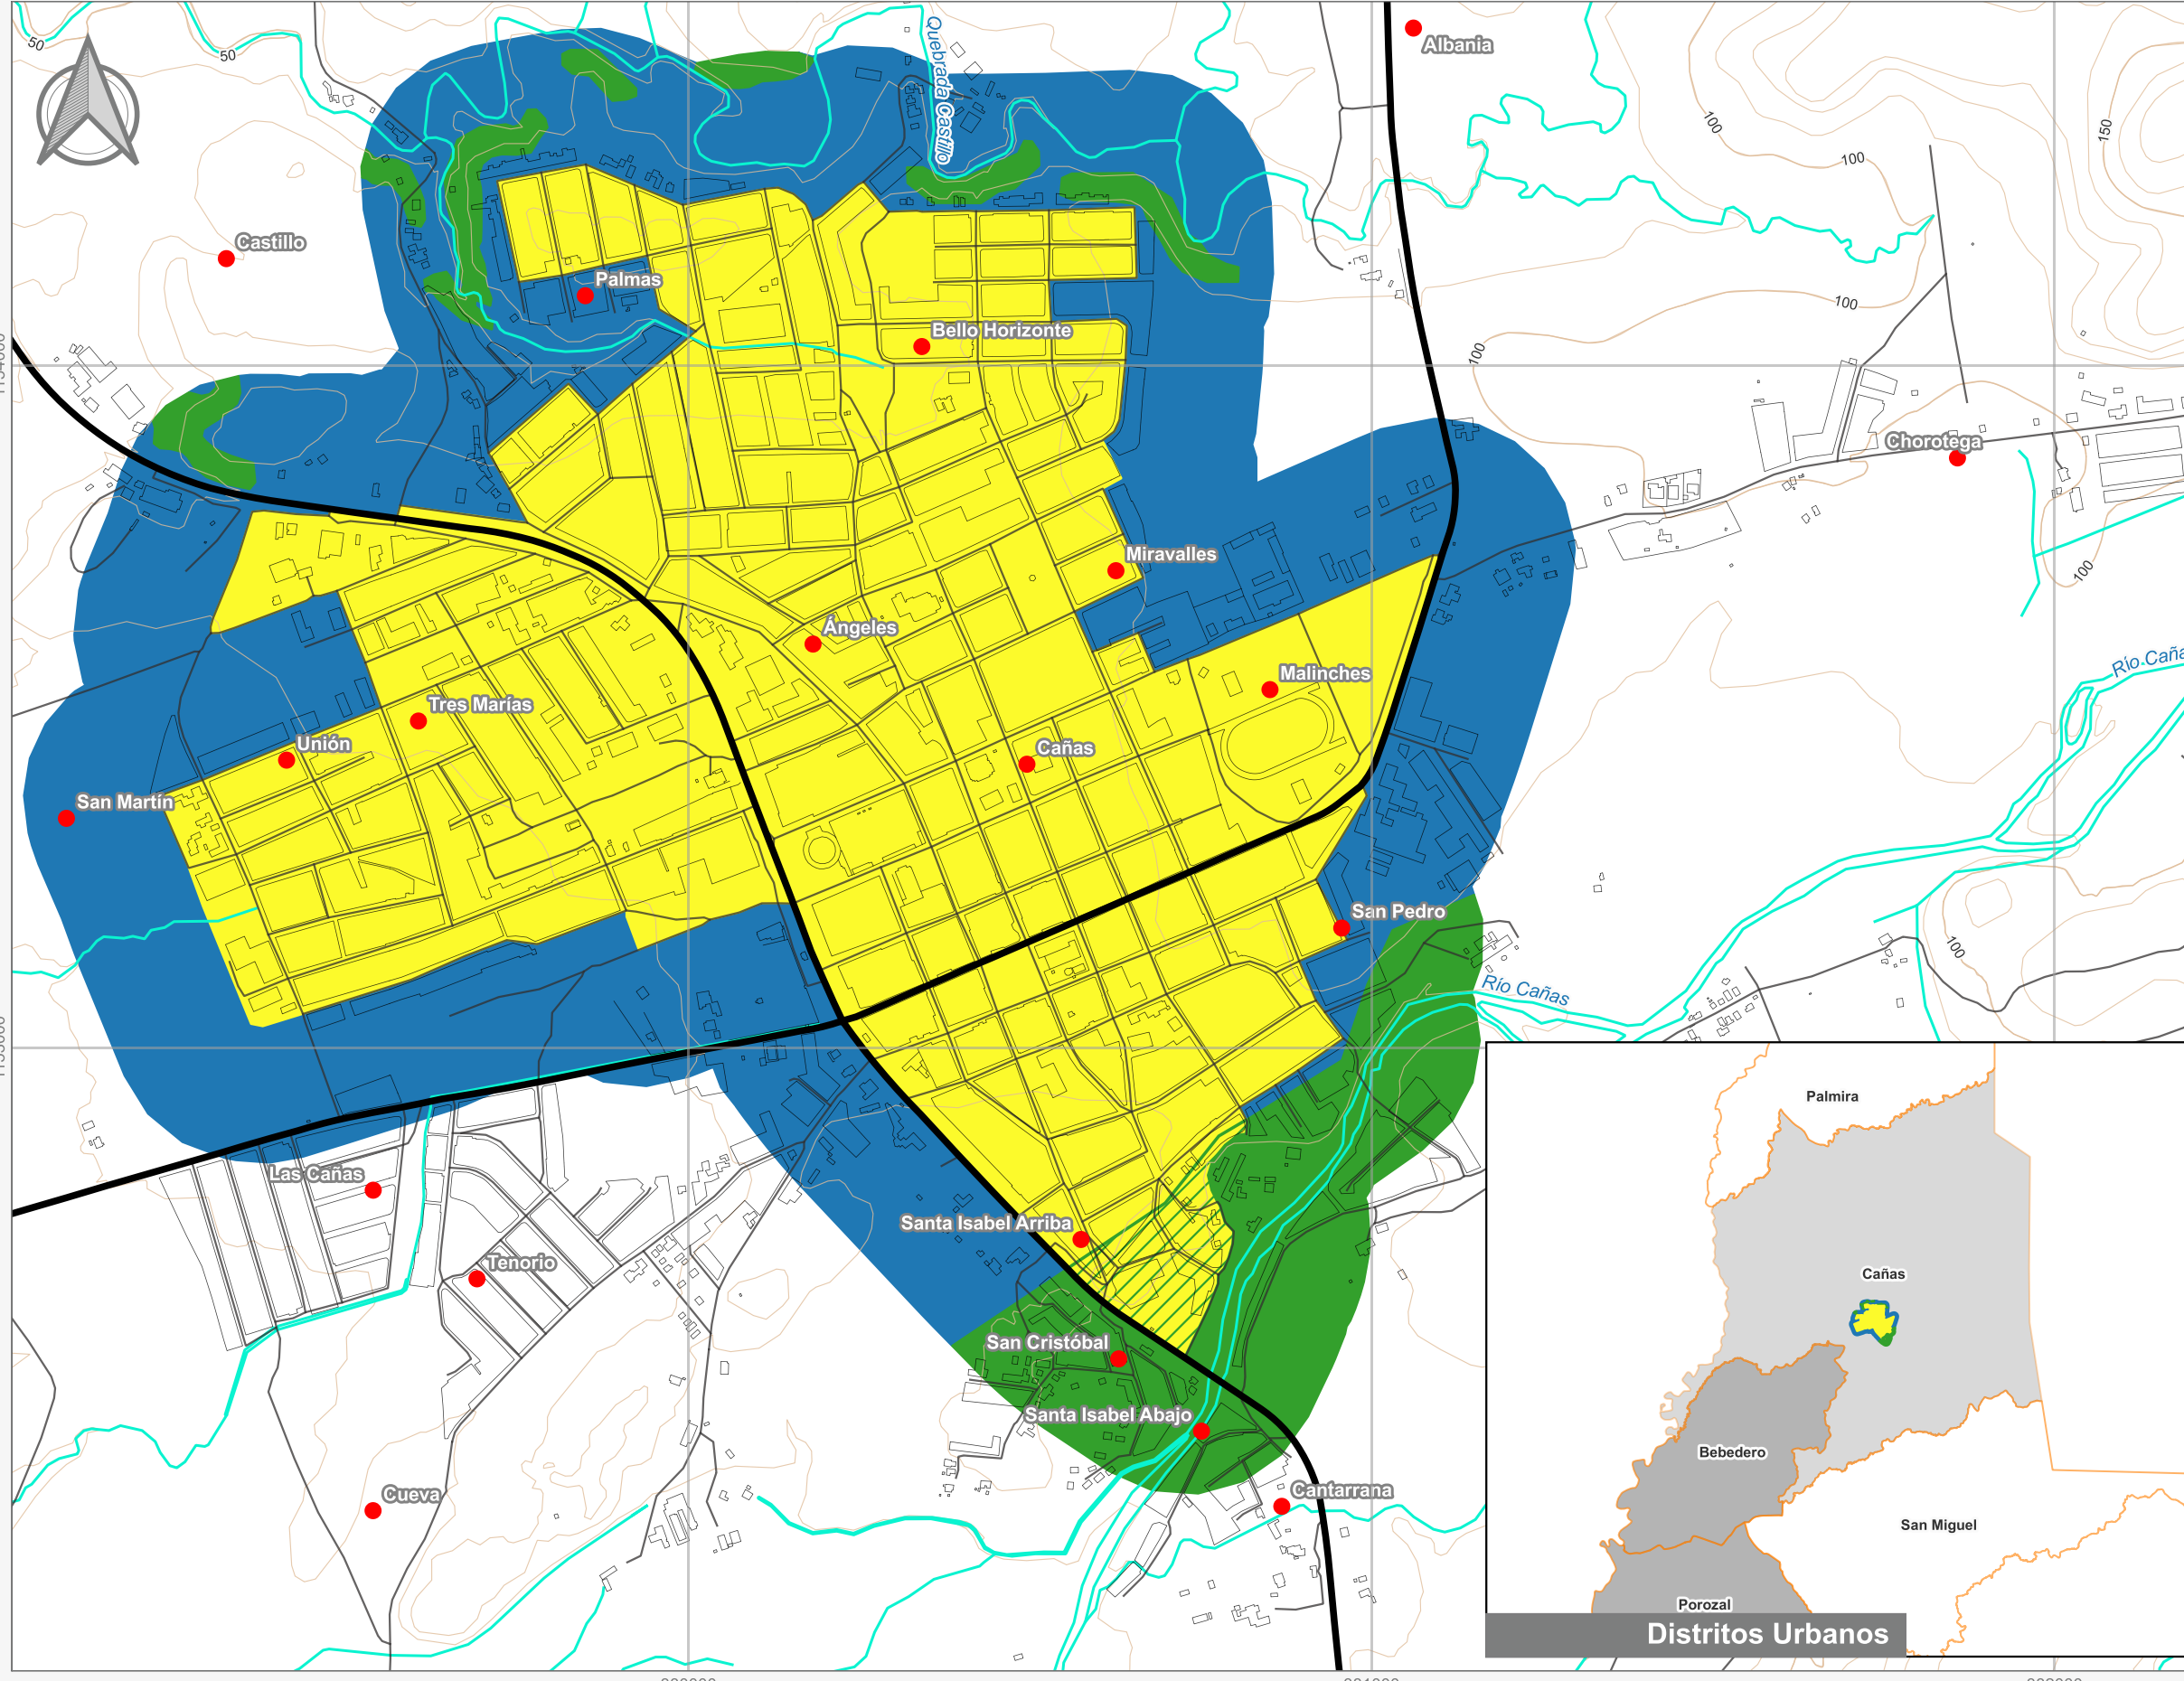 50
50
Quebrada Castillo
Albania
100
100
150
Castillo
Palmas
100
Bello Horizonte
100
Chorotega
Miravalles
100
Ángeles
Río Caña
Malinches
Tres Marías
Unión
Cañas
San Martín
San Pedro
100
Río Cañas
Las Cañas
Santa Isabel Arriba
Tenorio
San Cristóbal
Santa Isabel Abajo
Cueva
Cantarrana
Palmira
Cañas
Bebedero
San Miguel
Porozal
Distritos Urbanos